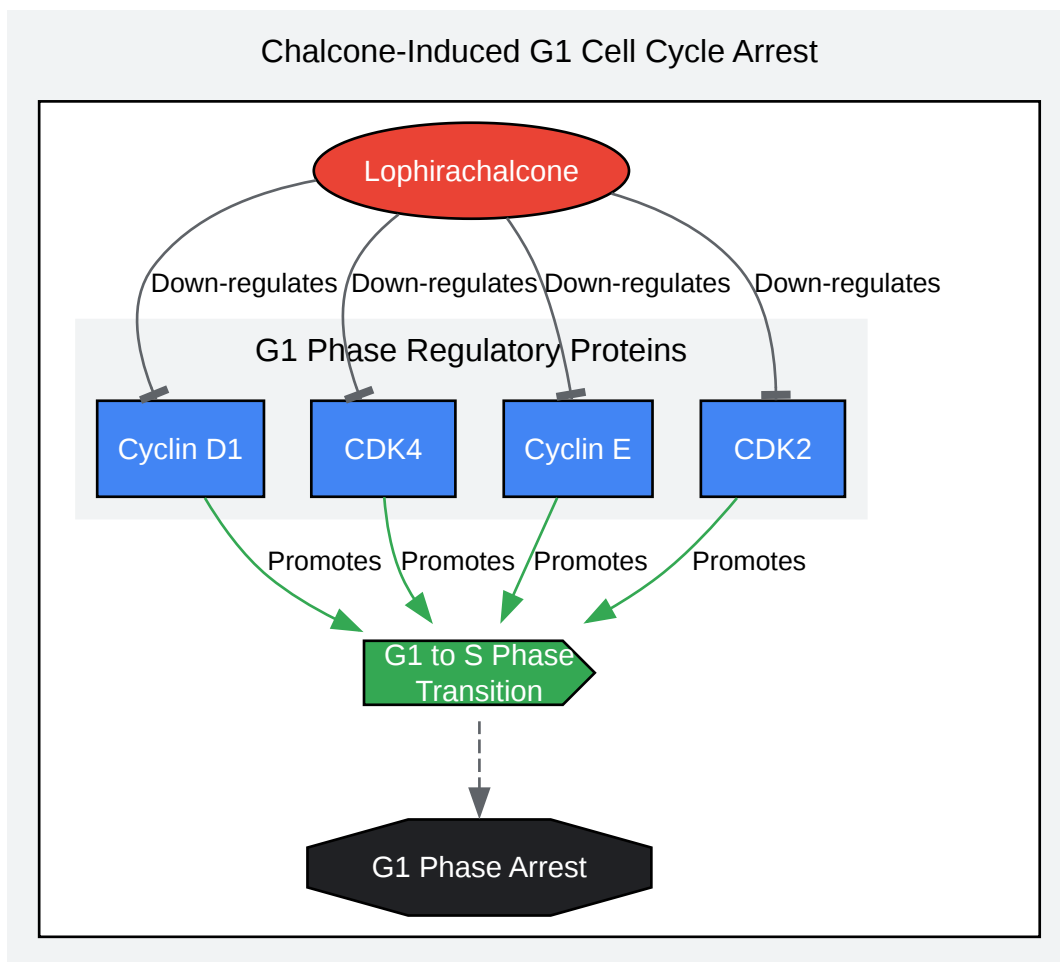 Chalcone-Induced G1 Cell Cycle Arrest
Lophirachalcone
Down-regulates
Down-regulates
Down-regulates
Down-regulates
G1 Phase Regulatory Proteins
Cyclin D1
CDK4
Cyclin E
CDK2
Promotes
Promotes
Promotes
Promotes
G1 to S Phase
Transition
G1 Phase Arrest